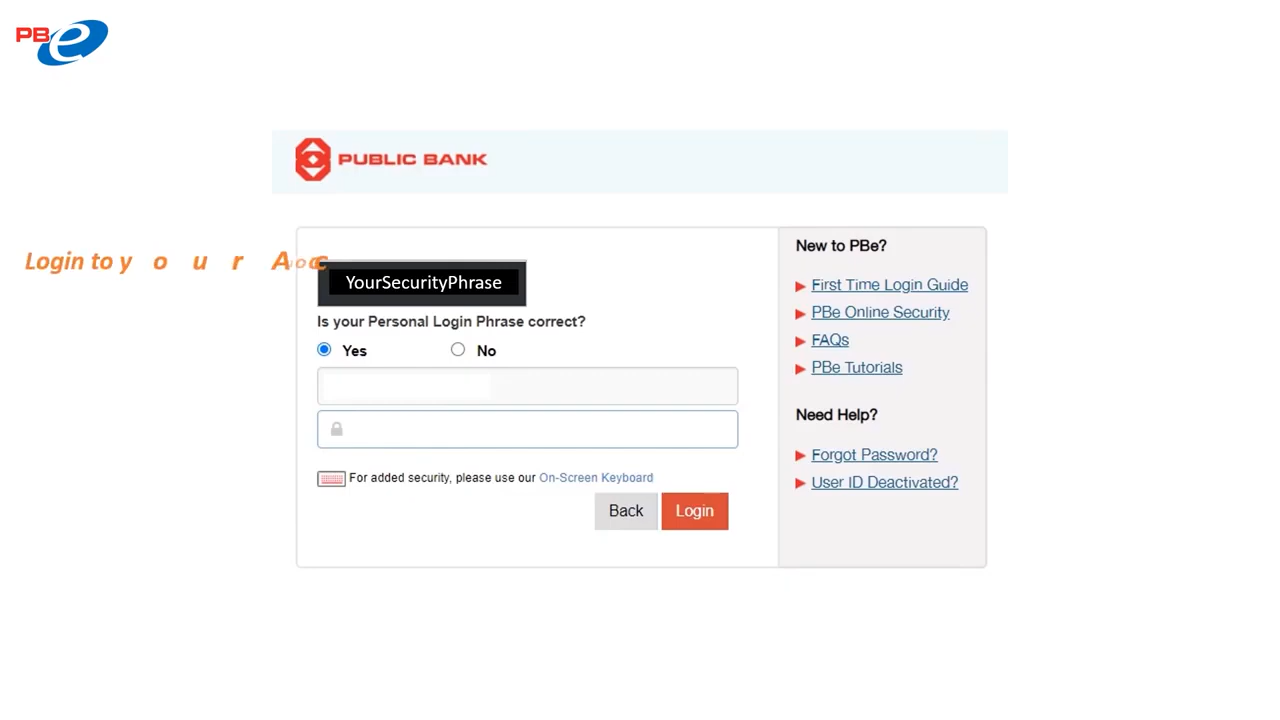 PBe
PUBLIC BANK
Login to your Acc
YourSecurityPhrase
Is your Personal Login Phrase correct?
Yes No
For added security, please use our On-Screen Keyboard
Back Login
New to PBe?
First Time Login Guide
PBe Online Security
FAQs
PBe Tutorials
Need Help?
Forgot Password?
User ID Deactivated?